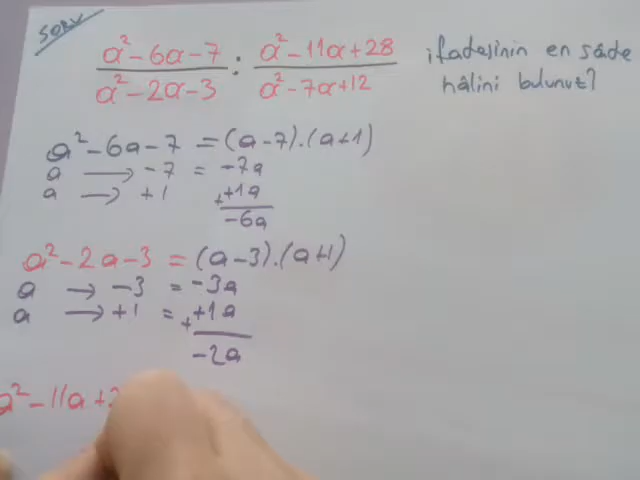 SORU
a² - 6a - 7 / a² - 2a - 3 : a² - 11a + 28 / a² - 7a + 12 ifadesinin en sâde
hâlini bulunuz?
a² - 6a - 7 = (a - 7).(a + 1)
a → -7 = -7a
a → +1 + +1a
-6a
a² - 2a - 3 = (a - 3).(a + 1)
a → -3 = -3a
a → +1 = + +1a
-2a
a² - 11a +